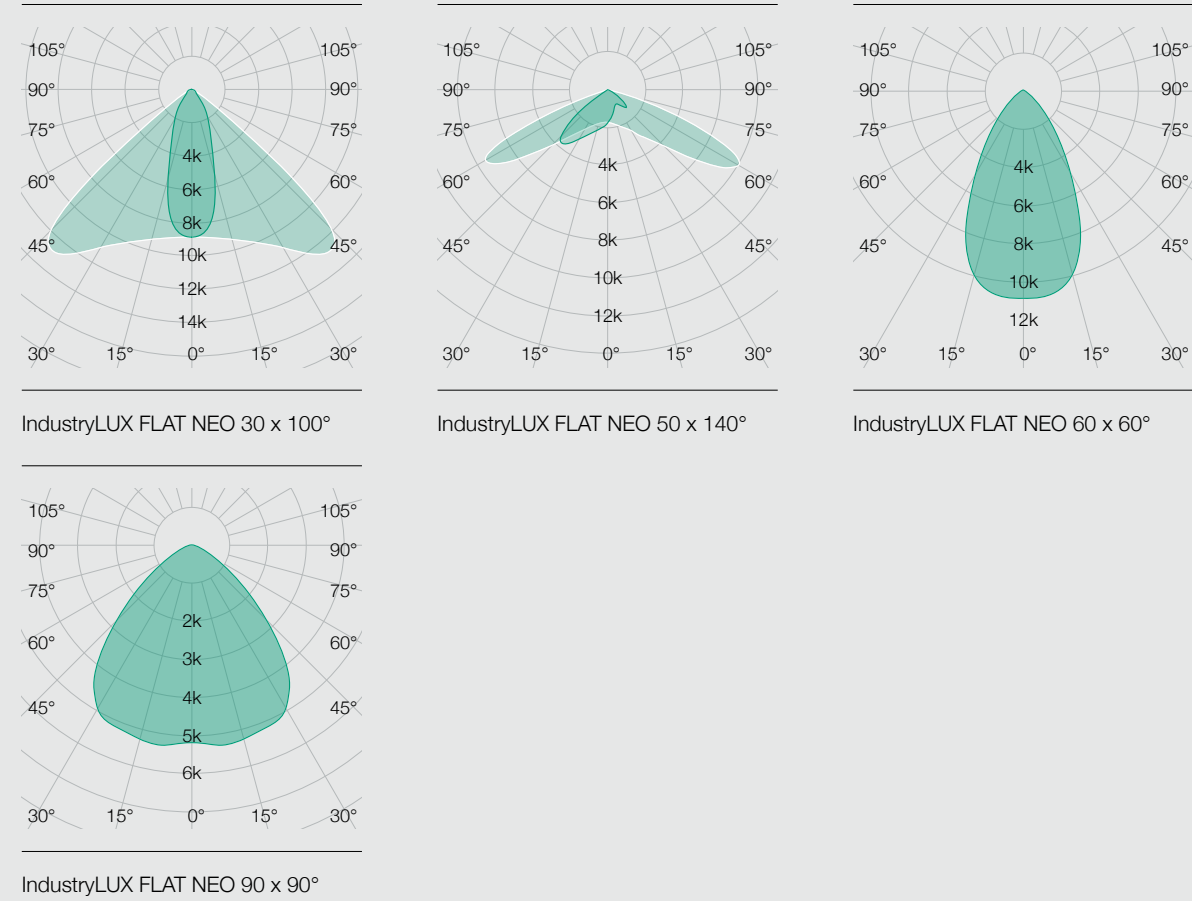 105° 105°
90° 90°
75° 75°
60° 60°
45° 45°
4k
6k
8k
10k
12k
14k
30° 15° 0° 15° 30°
IndustryLUX FLAT NEO 30 x 100°
105° 105°
90° 90°
75° 75°
60° 60°
45° 45°
4k
6k
8k
10k
12k
30° 15° 0° 15° 30°
IndustryLUX FLAT NEO 50 x 140°
105° 105°
90° 90°
75° 75°
60° 60°
45° 45°
4k
6k
8k
10k
12k
30° 15° 0° 15° 30°
IndustryLUX FLAT NEO 60 x 60°
105° 105°
90° 90°
75° 75°
60° 60°
45° 45°
2k
3k
4k
5k
6k
30° 15° 0° 15° 30°
IndustryLUX FLAT NEO 90 x 90°